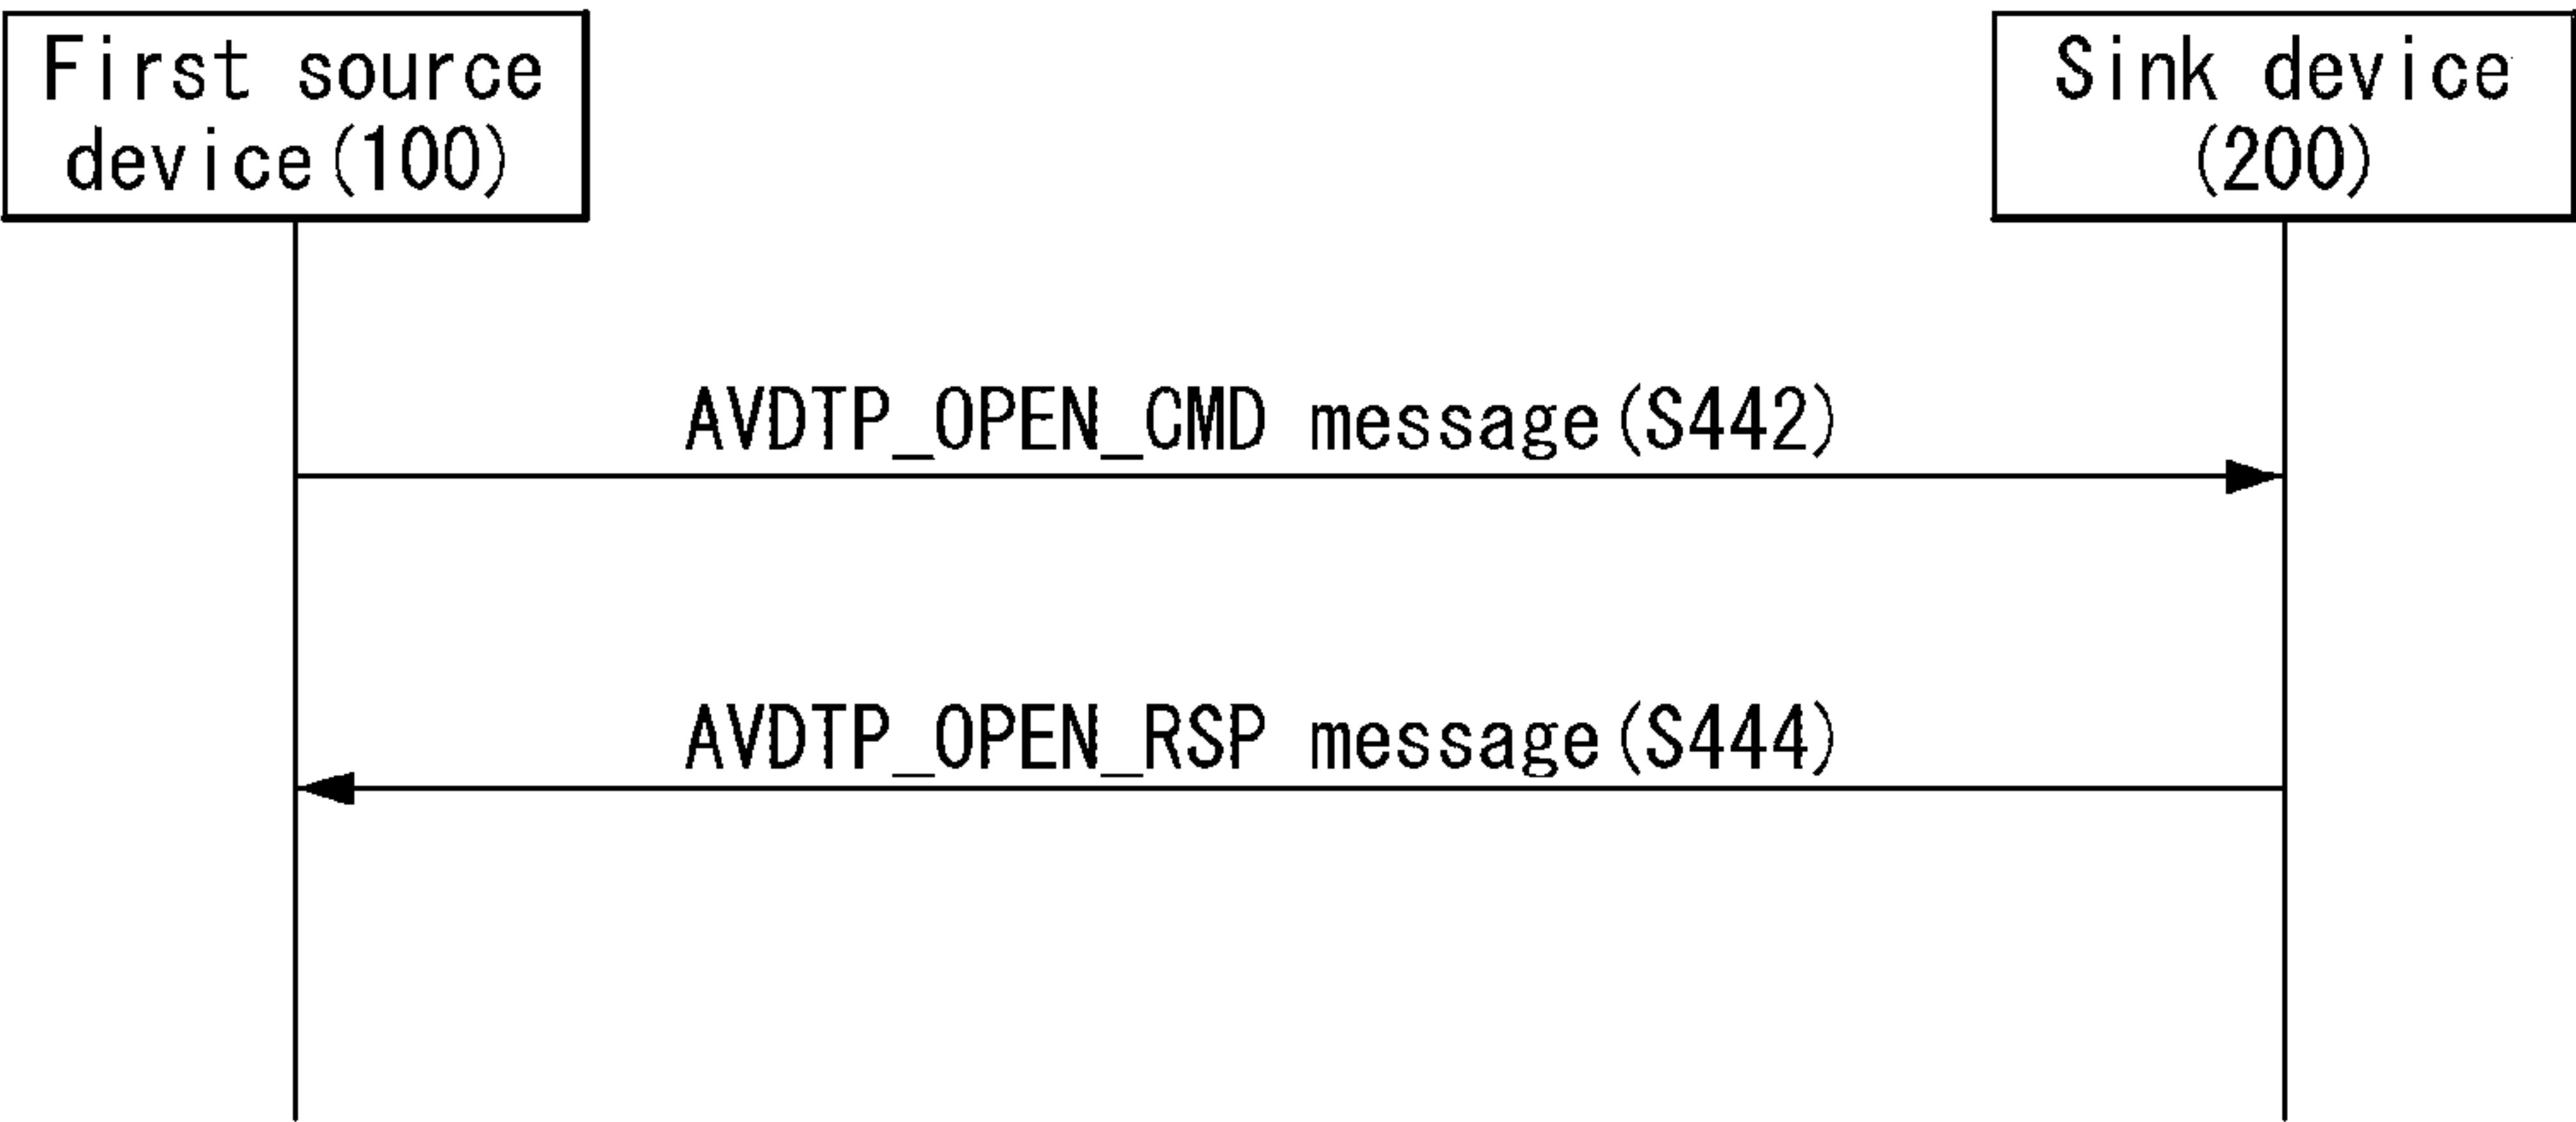 First source
device(100)
Sink device
(200)
AVDTP_OPEN_CMD message(S442)
AVDTP_OPEN_RSP message(S444)